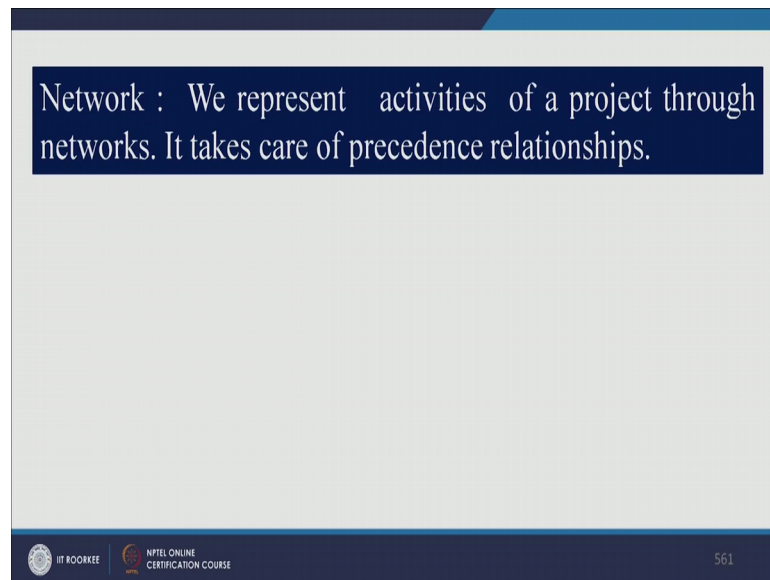 Network : We represent activities of a project through
networks. It takes care of precedence relationships.
IIT ROORKEE
NPTEL ONLINE
CERTIFICATION COURSE
561